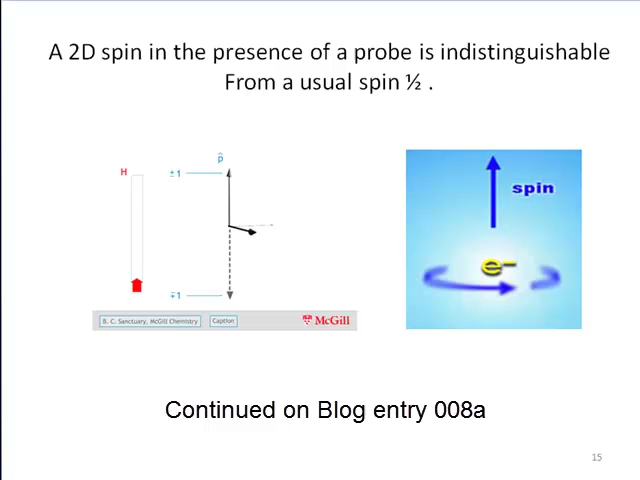 A 2D spin in the presence of a probe is indistinguishable
From a usual spin ½ .
H
±1
p̂
∓1
spin
e⁻
B. C. Sanctuary, McGill Chemistry
Caption
McGill
Continued on Blog entry 008a
15